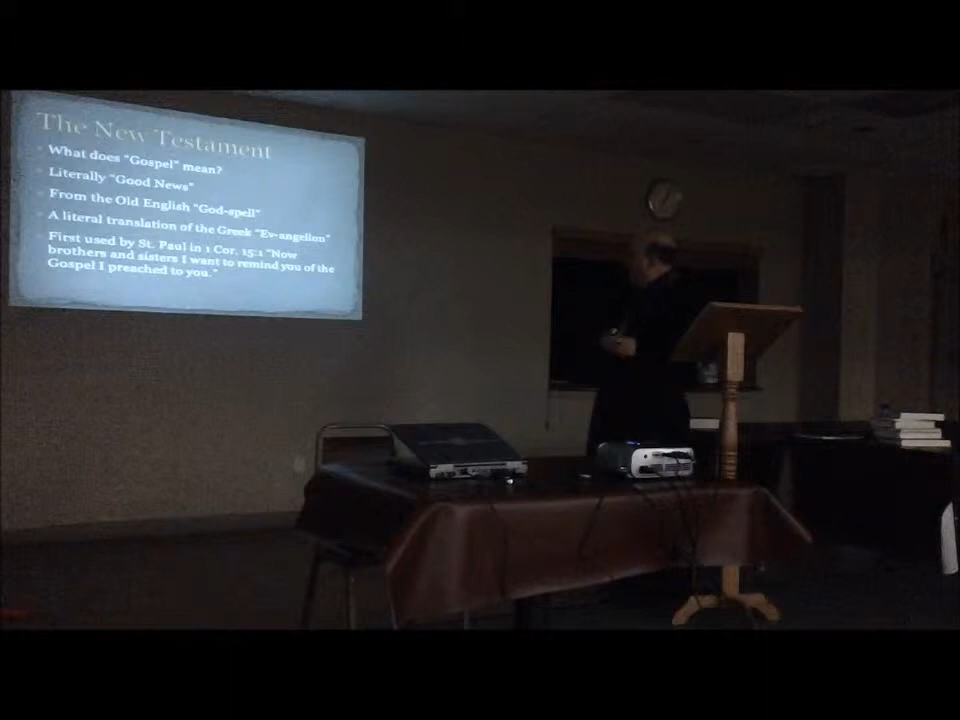 The New Testament
What does "Gospel" mean?
Literally "Good News"
From the Old English "God-spell"
A literal translation of the Greek "Ev-angelion"
First used by St. Paul in 1 Cor. 15:1 "Now
brothers and sisters I want to remind you of the
Gospel I preached to you."